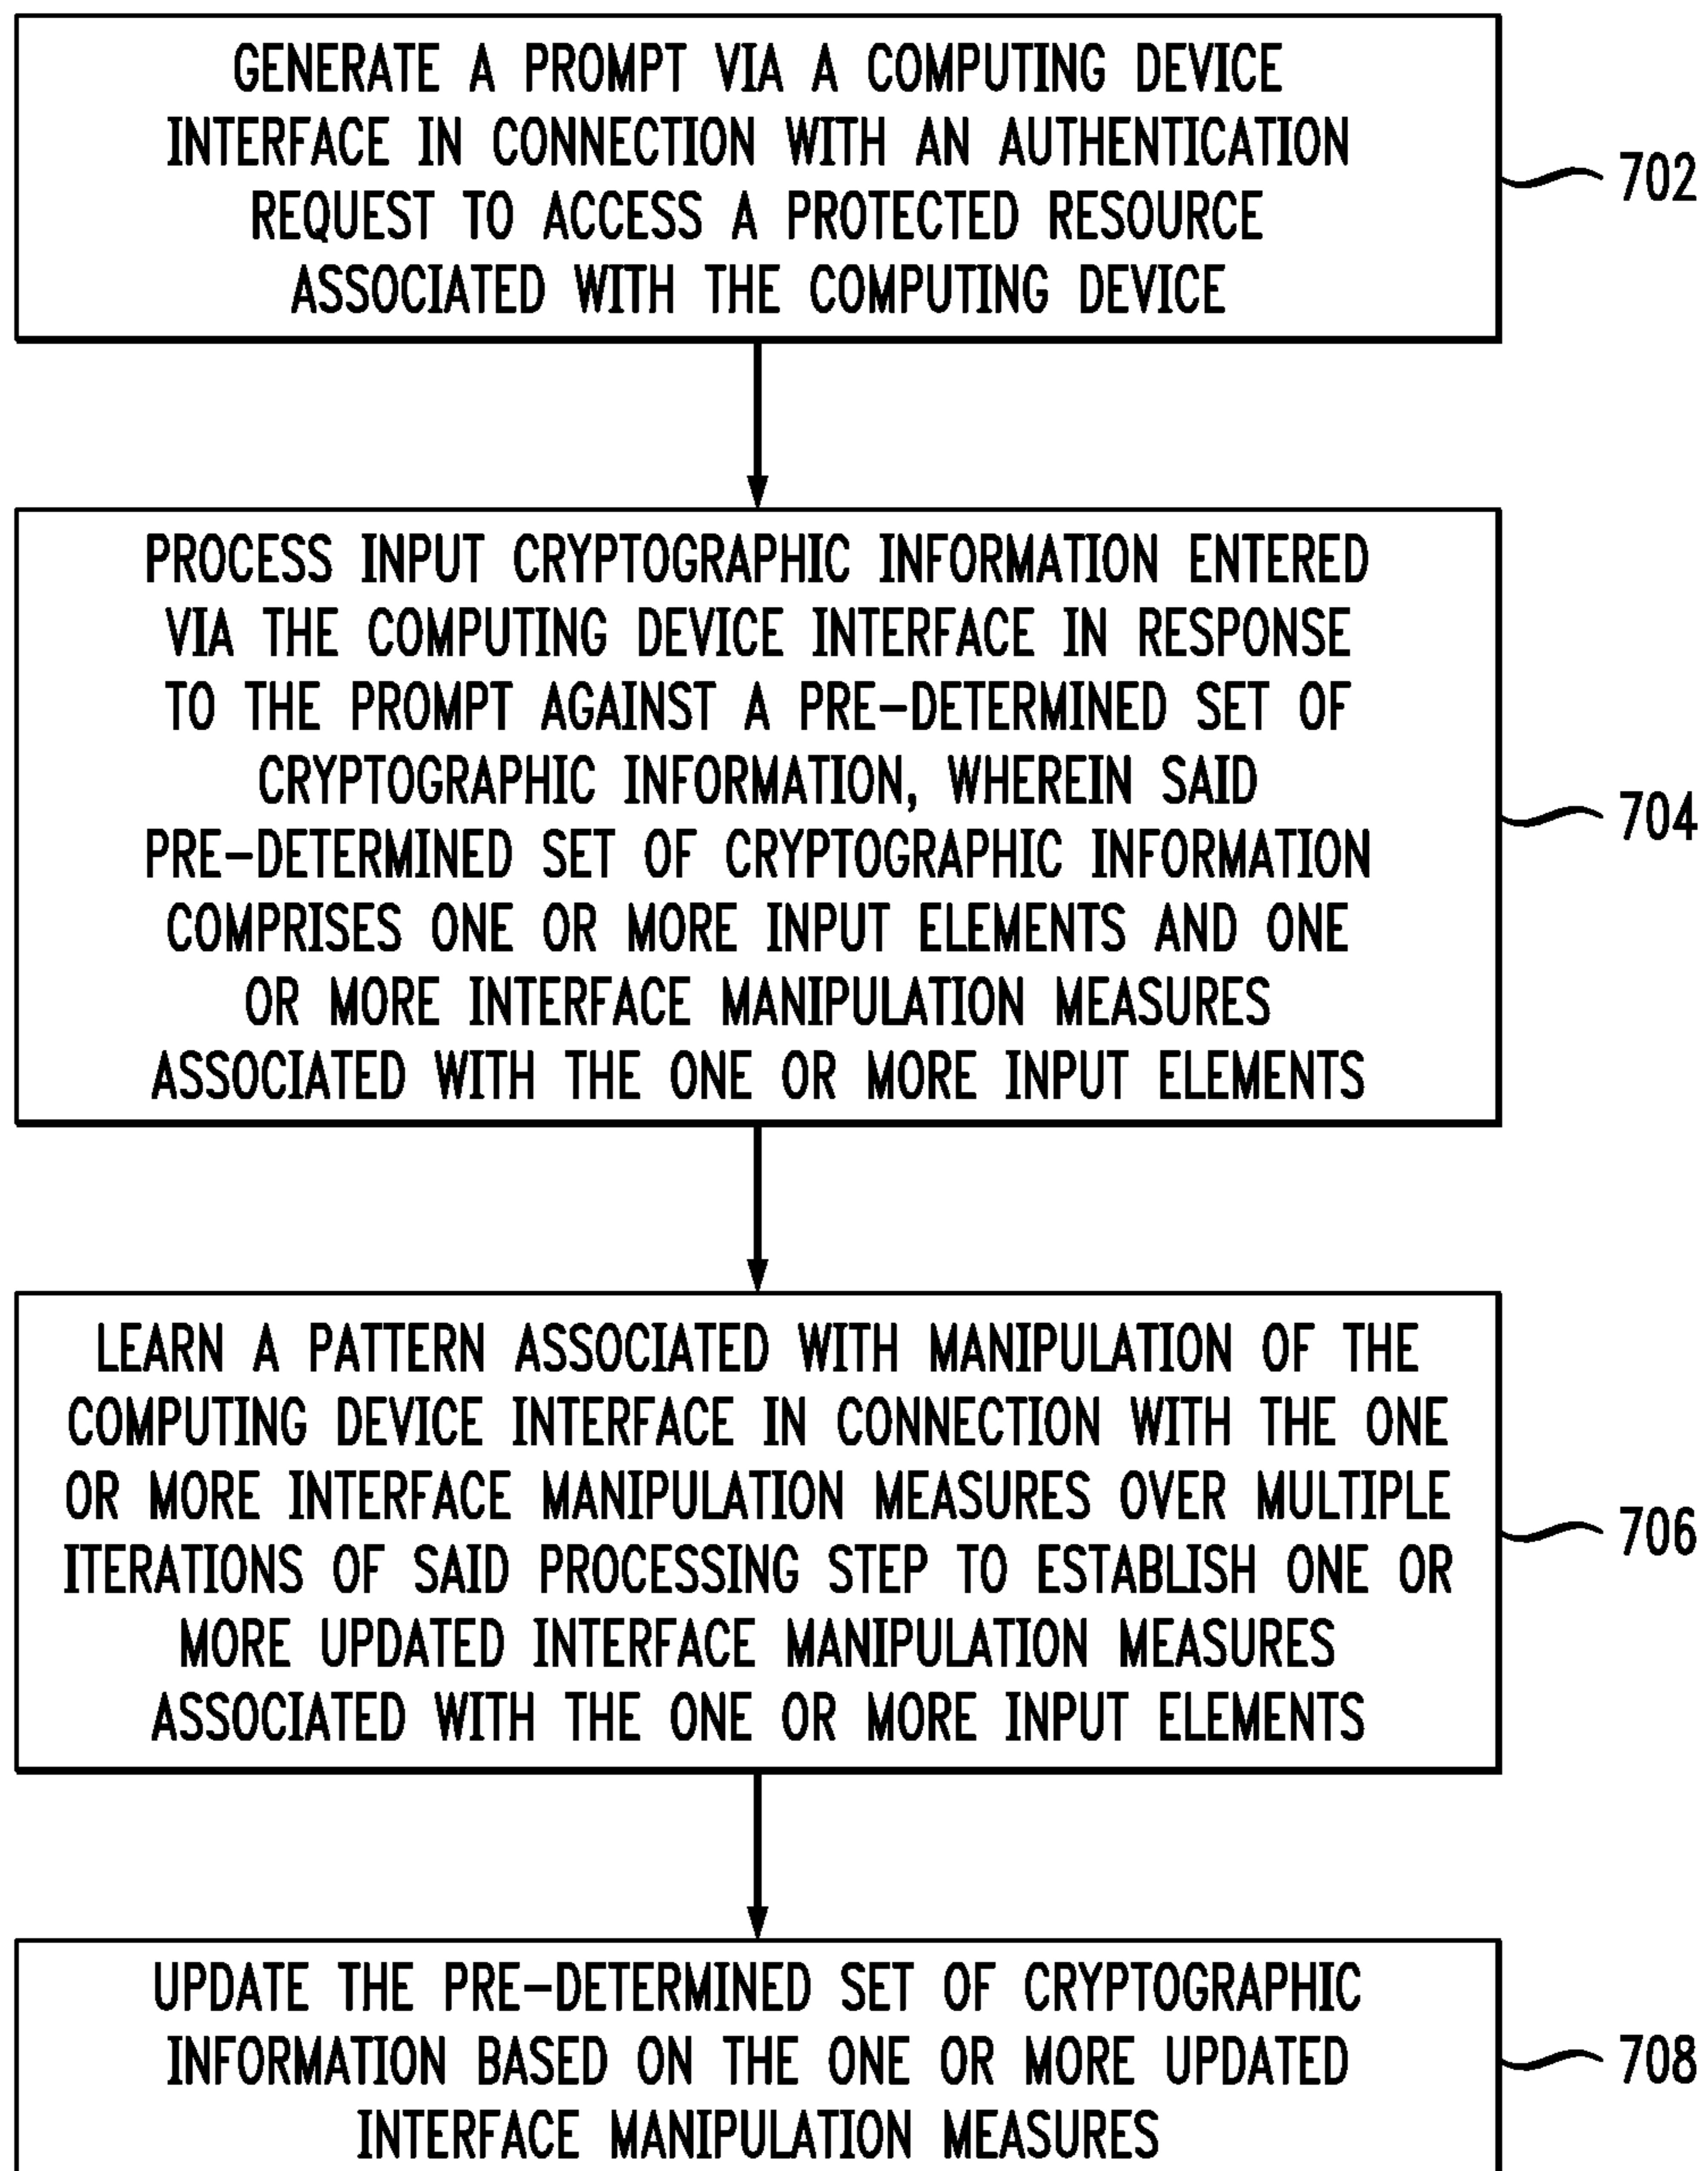 GENERATE A PROMPT VIA A COMPUTING DEVICE
INTERFACE IN CONNECTION WITH AN AUTHENTICATION
REQUEST TO ACCESS A PROTECTED RESOURCE
ASSOCIATED WITH THE COMPUTING DEVICE
702
PROCESS INPUT CRYPTOGRAPHIC INFORMATION ENTERED
VIA THE COMPUTING DEVICE INTERFACE IN RESPONSE
TO THE PROMPT AGAINST A PRE-DETERMINED SET OF
CRYPTOGRAPHIC INFORMATION, WHEREIN SAID
PRE-DETERMINED SET OF CRYPTOGRAPHIC INFORMATION
COMPRISES ONE OR MORE INPUT ELEMENTS AND ONE
OR MORE INTERFACE MANIPULATION MEASURES
ASSOCIATED WITH THE ONE OR MORE INPUT ELEMENTS
704
LEARN A PATTERN ASSOCIATED WITH MANIPULATION OF THE
COMPUTING DEVICE INTERFACE IN CONNECTION WITH THE ONE
OR MORE INTERFACE MANIPULATION MEASURES OVER MULTIPLE
ITERATIONS OF SAID PROCESSING STEP TO ESTABLISH ONE OR
MORE UPDATED INTERFACE MANIPULATION MEASURES
ASSOCIATED WITH THE ONE OR MORE INPUT ELEMENTS
706
UPDATE THE PRE-DETERMINED SET OF CRYPTOGRAPHIC
INFORMATION BASED ON THE ONE OR MORE UPDATED
INTERFACE MANIPULATION MEASURES
708